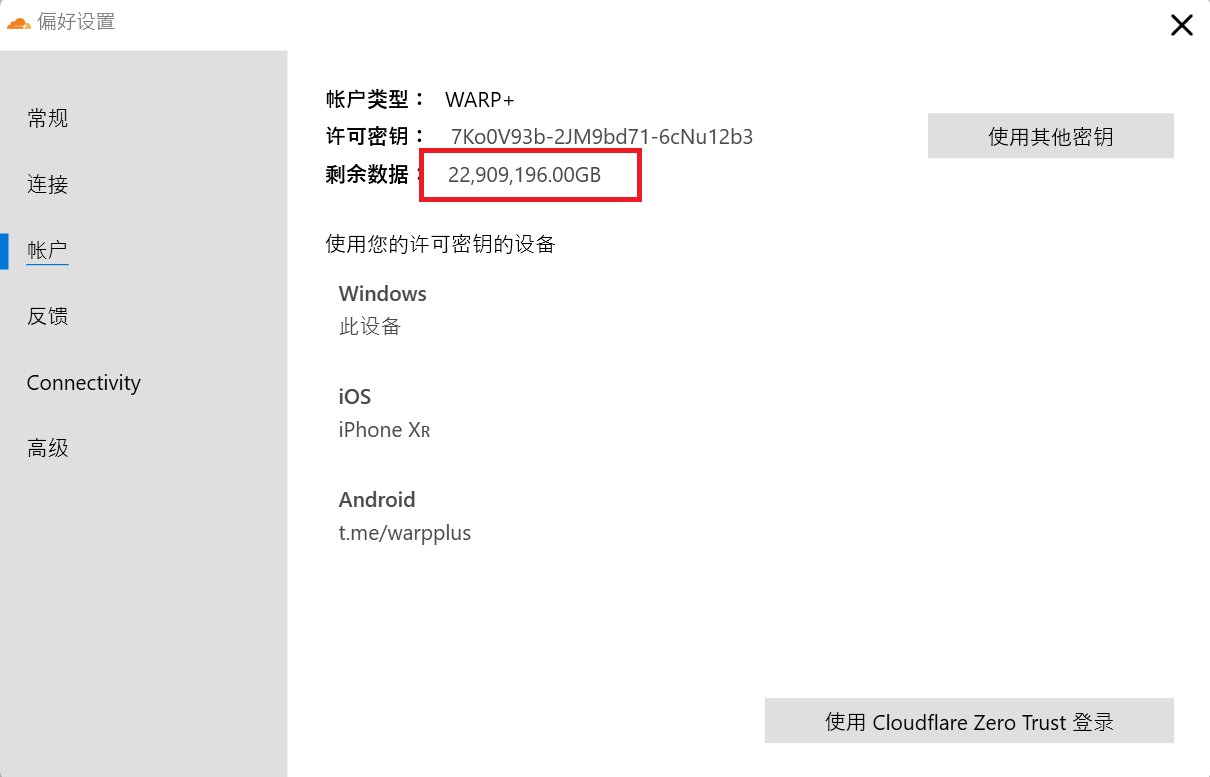 偏好设置
常规
连接
帐户
反馈
Connectivity
高级
帐户类型： WARP+
许可密钥： 7Ko0V93b-2JM9bd71-6cNu12b3
使用其他密钥
剩余数据： 22,909,196.00GB
使用您的许可密钥的设备
Windows
此设备
iOS
iPhone Xʀ
Android
t.me/warpplus
使用 Cloudflare Zero Trust 登录